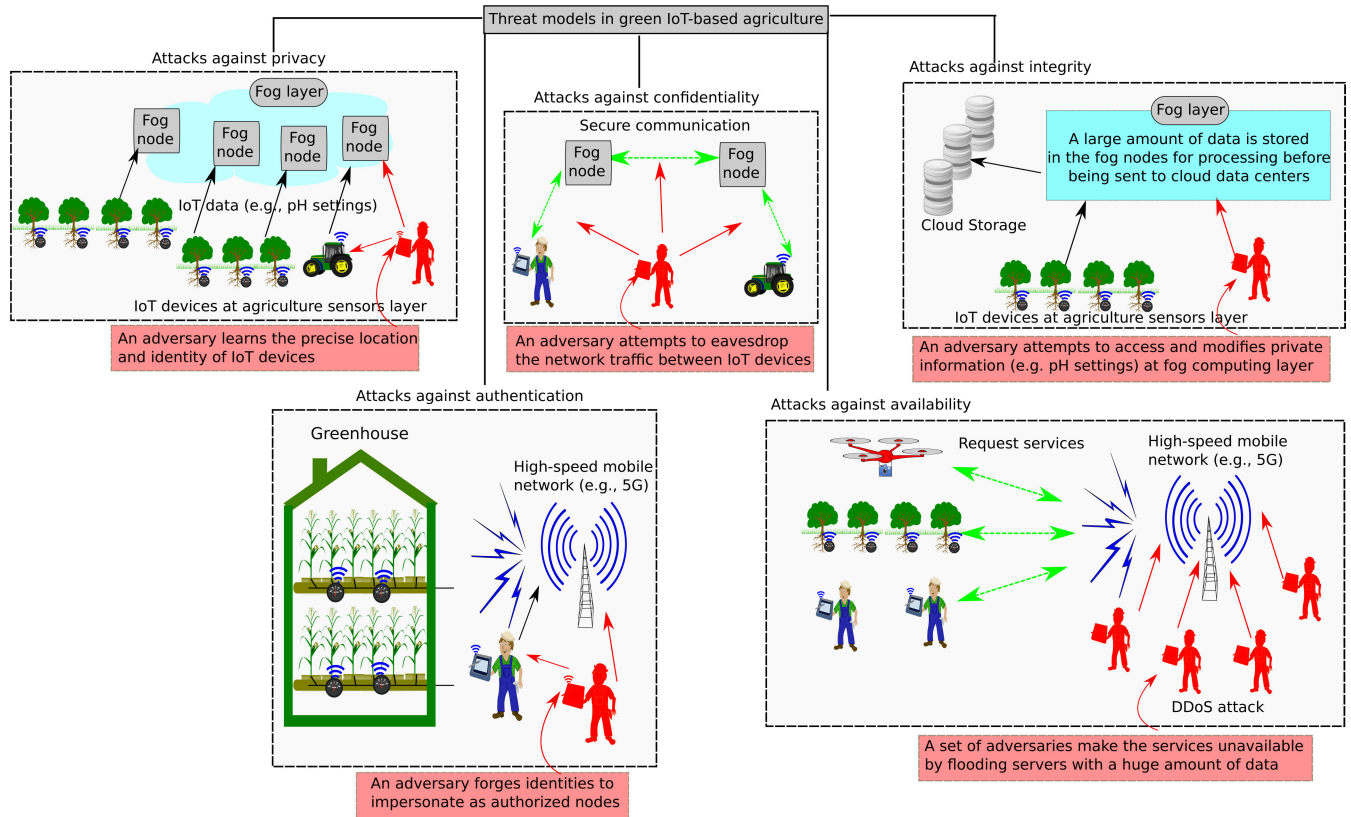 Threat models in green IoT-based agriculture
Attacks against privacy
Fog layer
Fog
node
Fog
node
Fog
node
Fog
node
IoT data (e.g., pH settings)
IoT devices at agriculture sensors layer
An adversary learns the precise location
and identity of IoT devices
Attacks against confidentiality
Secure communication
Fog
node
Fog
node
An adversary attempts to eavesdrop
the network traffic between IoT devices
Attacks against integrity
Fog layer
A large amount of data is stored
in the fog nodes for processing before
being sent to cloud data centers
Cloud Storage
IoT devices at agriculture sensors layer
An adversary attempts to access and modifies private
information (e.g. pH settings) at fog computing layer
Attacks against authentication
Greenhouse
High-speed mobile
network (e.g., 5G)
An adversary forges identities to
impersonate as authorized nodes
Attacks against availability
Request services
High-speed mobile
network (e.g., 5G)
DDoS attack
A set of adversaries make the services unavailable
by flooding servers with a huge amount of data